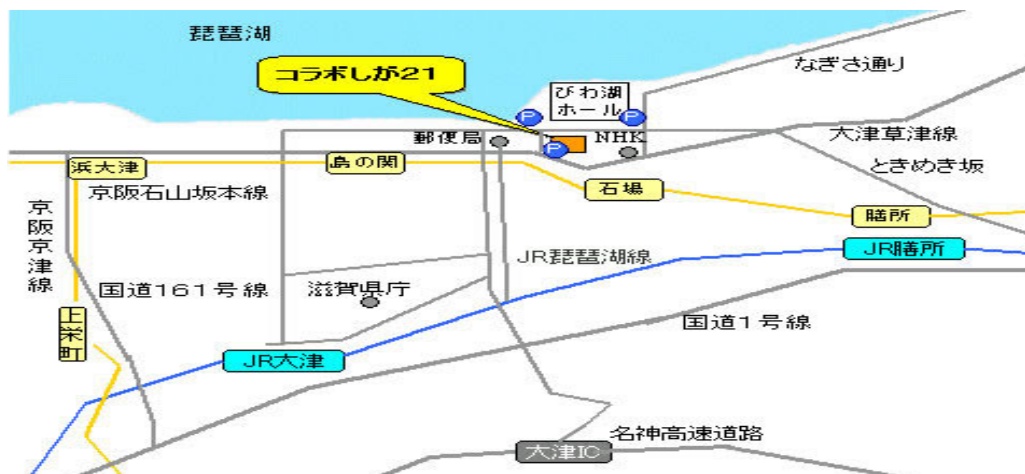 琵琶湖
コラボしが21
なぎさ通り
びわ湖
ホール
P
P
郵便局
P
NHK
大津草津線
浜大津
島の関
ときめき坂
京阪石山坂本線
石場
膳所
京阪京津線
JR琵琶湖線
JR膳所
国道161号線
滋賀県庁
上栄町
国道1号線
JR大津
名神高速道路
大津IC